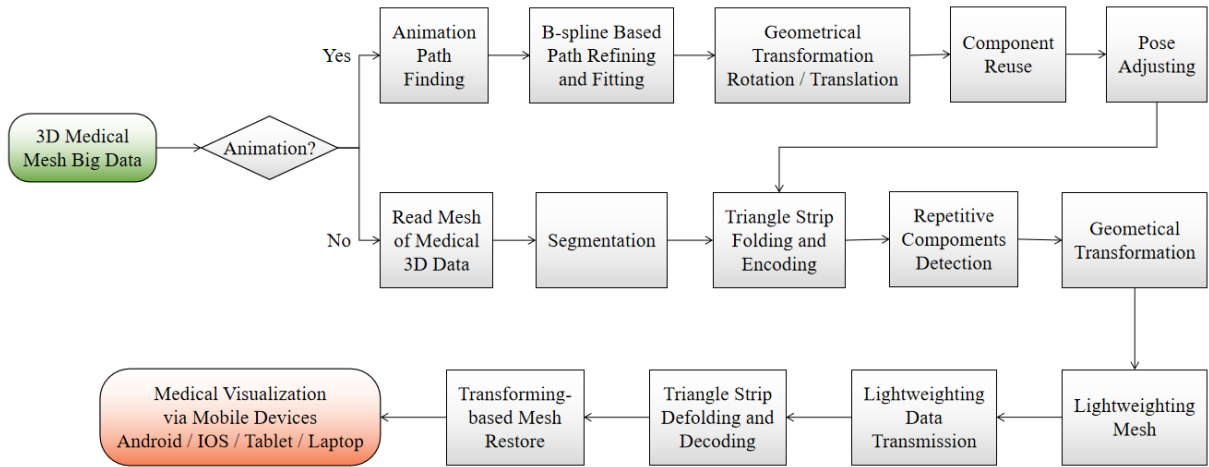 3D Medical
Mesh Big Data
Animation?
Yes
Animation
Path
Finding
B-spline Based
Path Refining
and Fitting
Geometrical
Transformation
Rotation / Translation
Component
Reuse
Pose
Adjusting
No
Read Mesh
of Medical
3D Data
Segmentation
Triangle Strip
Folding and
Encoding
Repetitive
Compoments
Detection
Geometical
Transformation
Lightweighting
Mesh
Lightweighting
Data
Transmission
Triangle Strip
Defolding and
Decoding
Transforming-
based Mesh
Restore
Medical Visualization
via Mobile Devices
Android / IOS / Tablet / Laptop